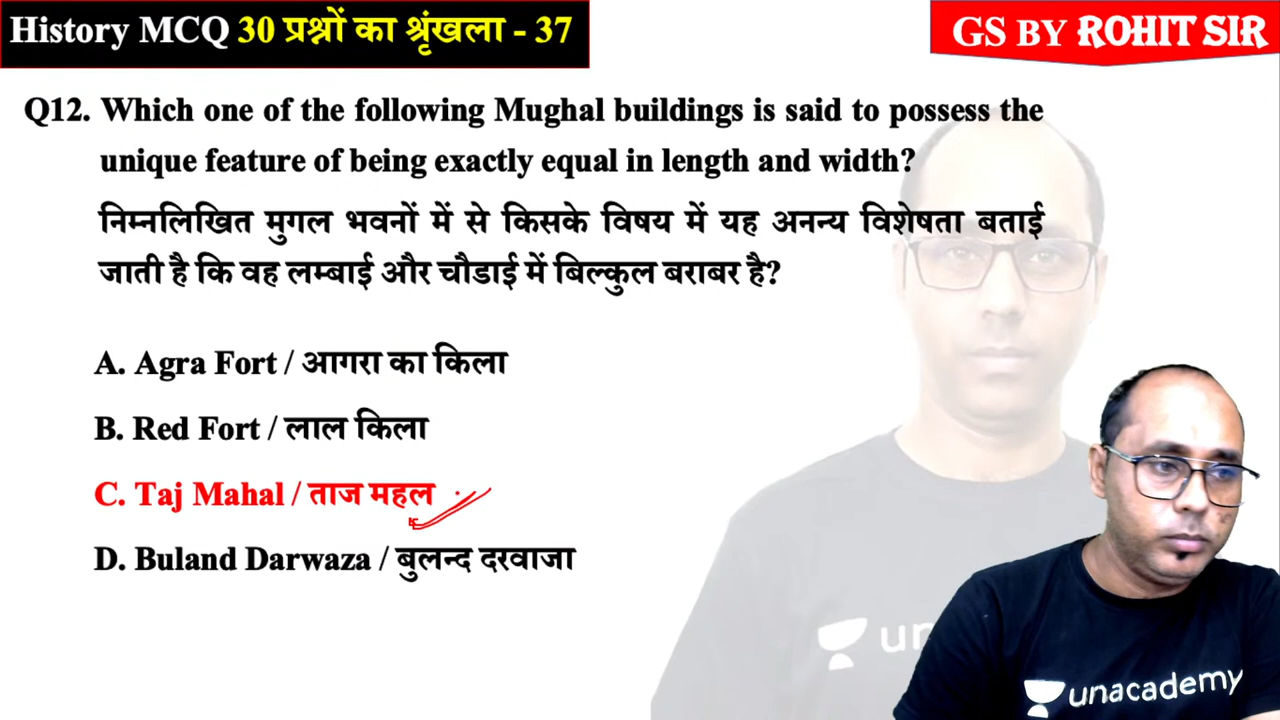 History MCQ 30 प्रश्नों का श्रृंखला - 37
GS BY ROHIT SIR
Q12. Which one of the following Mughal buildings is said to possess the
unique feature of being exactly equal in length and width?
निम्नलिखित मुगल भवनों में से किसके विषय में यह अनन्य विशेषता बताई
जाती है कि वह लम्बाई और चौडाई में बिल्कुल बराबर है?
A. Agra Fort / आगरा का किला
B. Red Fort / लाल किला
C. Taj Mahal / ताज महल
D. Buland Darwaza / बुलन्द दरवाजा
un
unacademy